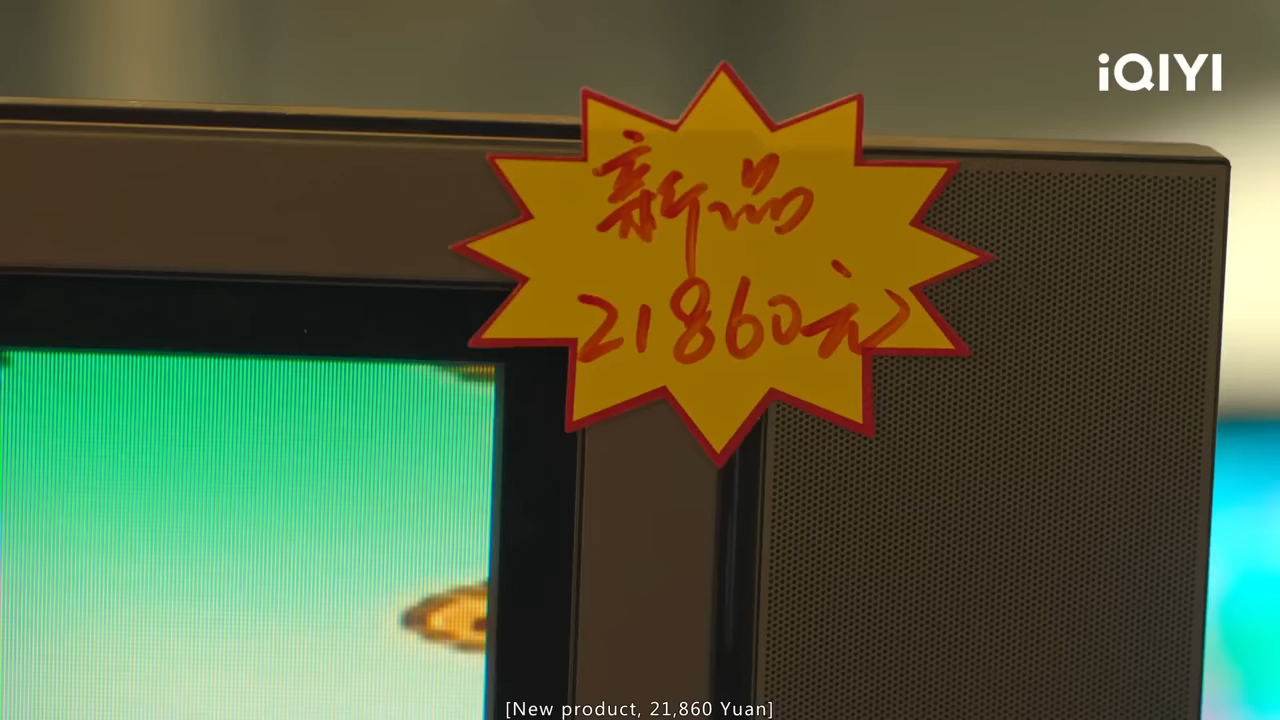 iQIYI
新品
21860元
[New product, 21,860 Yuan]